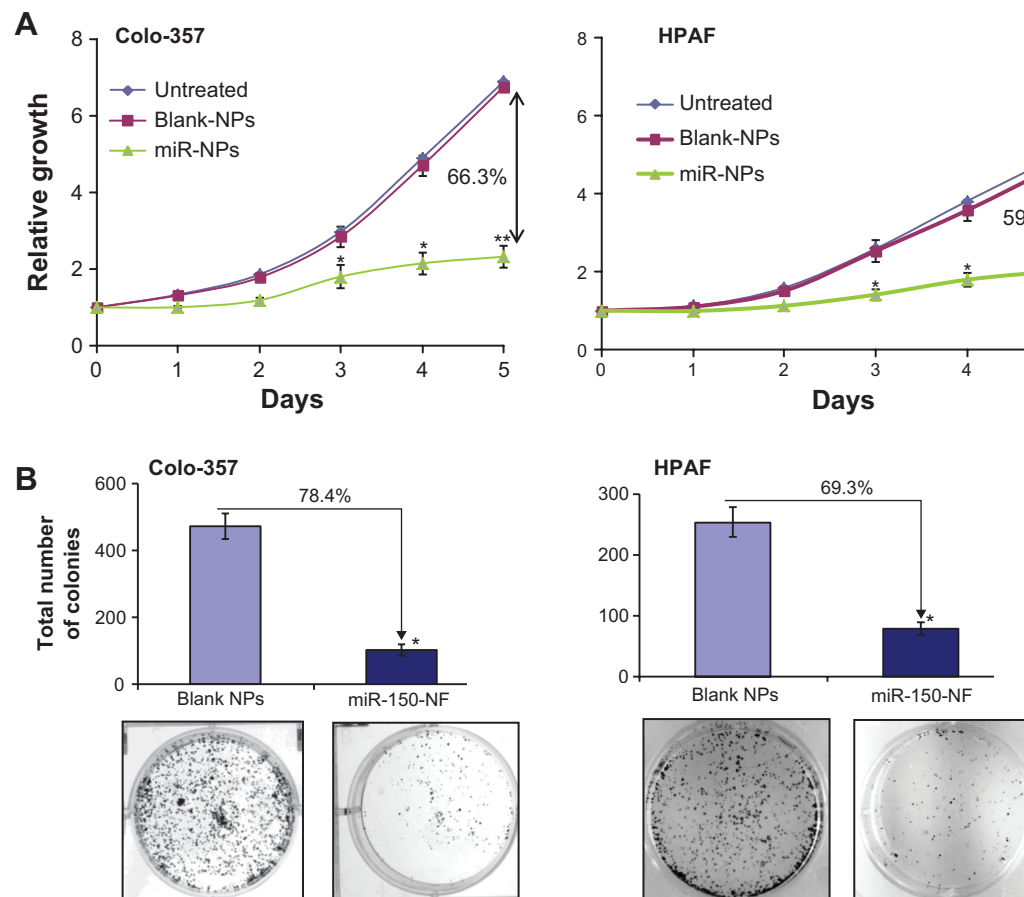 A
Colo-357
8
6
4
2
0
Relative growth
Untreated
Blank-NPs
miR-NPs
66.3%
*
*
**
0 1 2 3 4 5
Days
HPAF
8
6
4
2
0
Untreated
Blank-NPs
miR-NPs
59
*
*
0 1 2 3 4
Days
B
Colo-357
Total number
of colonies
600
400
200
0
78.4%
*
Blank NPs miR-150-NF
HPAF
300
200
100
0
69.3%
*
Blank NPs miR-150-NF